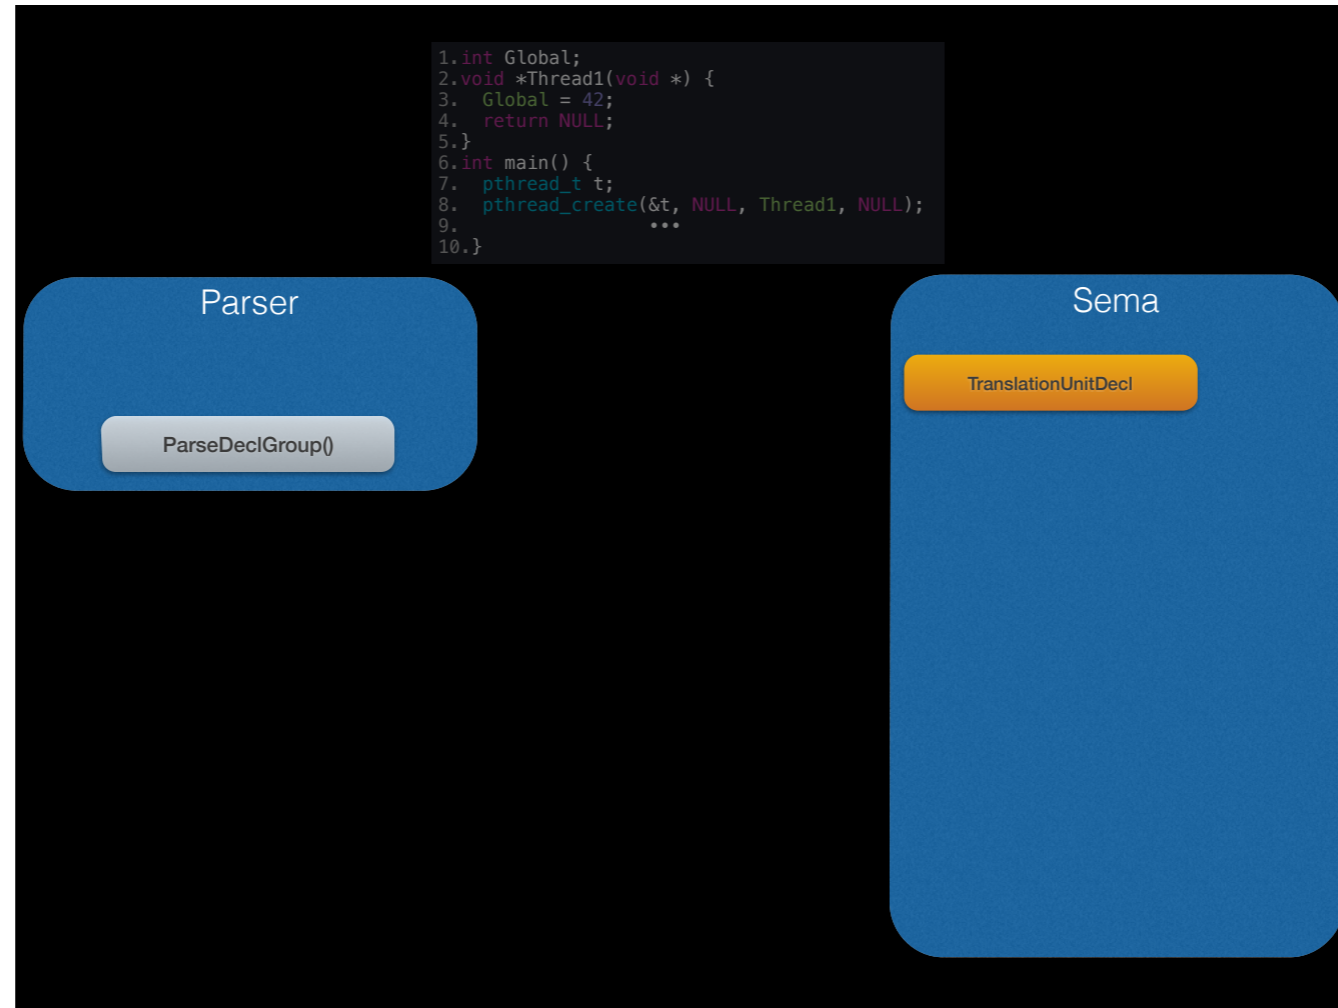 1.int Global;
2.void *Thread1(void *) {
3.  Global = 42;
4.  return NULL;
5.}
6.int main() {
7.  pthread_t t;
8.  pthread_create(&t, NULL, Thread1, NULL);
9.                 •••
10.}
Parser
Sema
TranslationUnitDecl
ParseDeclGroup()